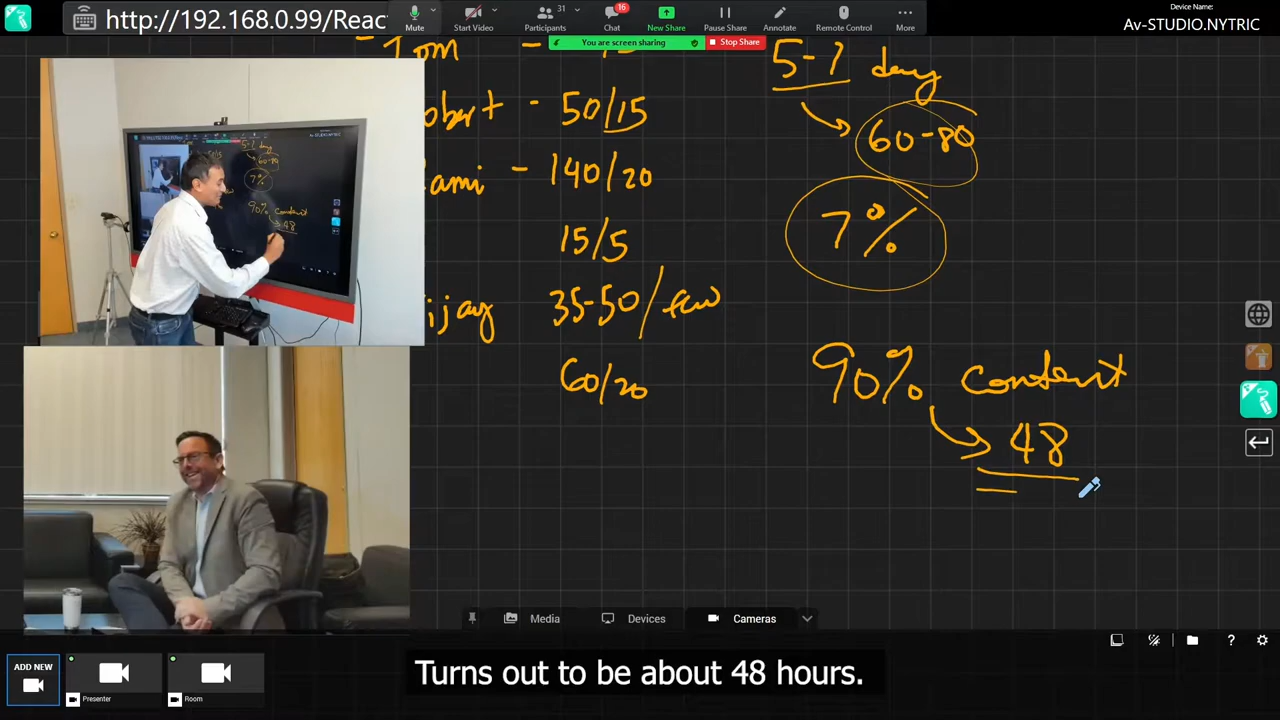 http://192.168.0.99/Reac
Mute
Start Video
31
Participants
16
Chat
New Share
Pause Share
Annotate
Remote Control
More
Device Name:
Av-STUDIO.NYTRIC
You are screen sharing
Stop Share
- Tom -
5-7 day
obert - 50/15
60-80
ami - 140/20
7%
15/5
ijay 35-50/few
90% content
60/20
48
Media
Devices
Cameras
ADD NEW
Presenter
Room
Turns out to be about 48 hours.